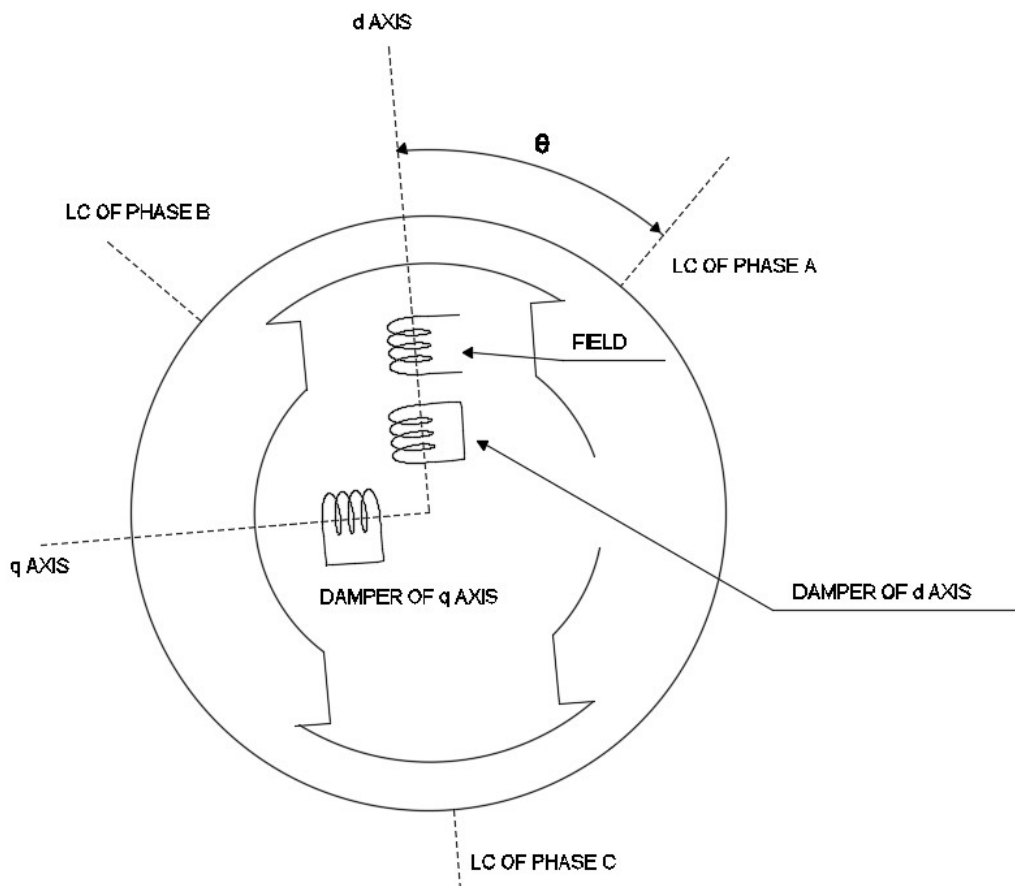 d AXIS
θ
LC OF PHASE B
LC OF PHASE A
FIELD
q AXIS
DAMPER OF q AXIS
DAMPER OF d AXIS
LC OF PHASE C